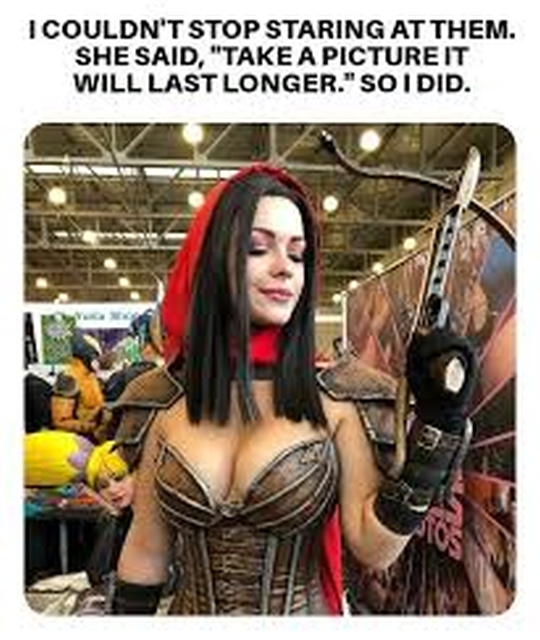 I COULDN'T STOP STARING AT THEM.
SHE SAID, "TAKE A PICTURE IT
WILL LAST LONGER." SO I DID.